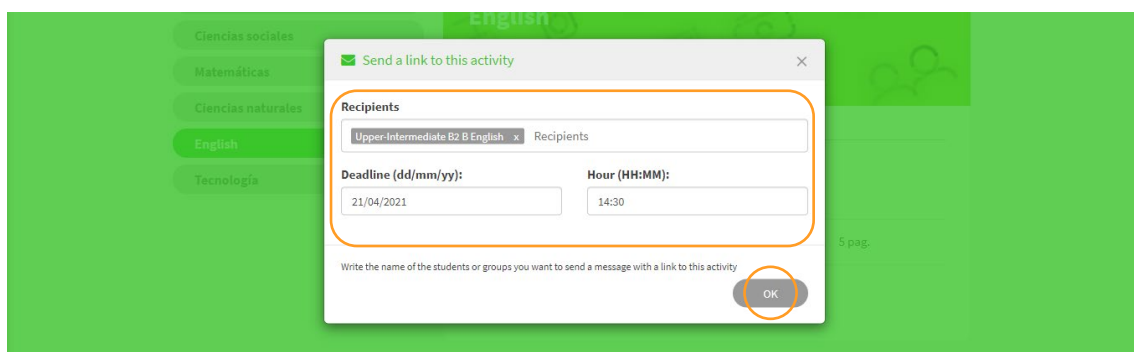 English
Ciencias sociales
Send a link to this activity
Matemáticas
Ciencias naturales
Recipients
Upper-Intermediate B2 B English x Recipients
English
Deadline (dd/mm/yy): Hour (HH:MM):
Tecnología
21/04/2021 14:30
5 pag.
Write the name of the students or groups you want to send a message with a link to this activity
OK